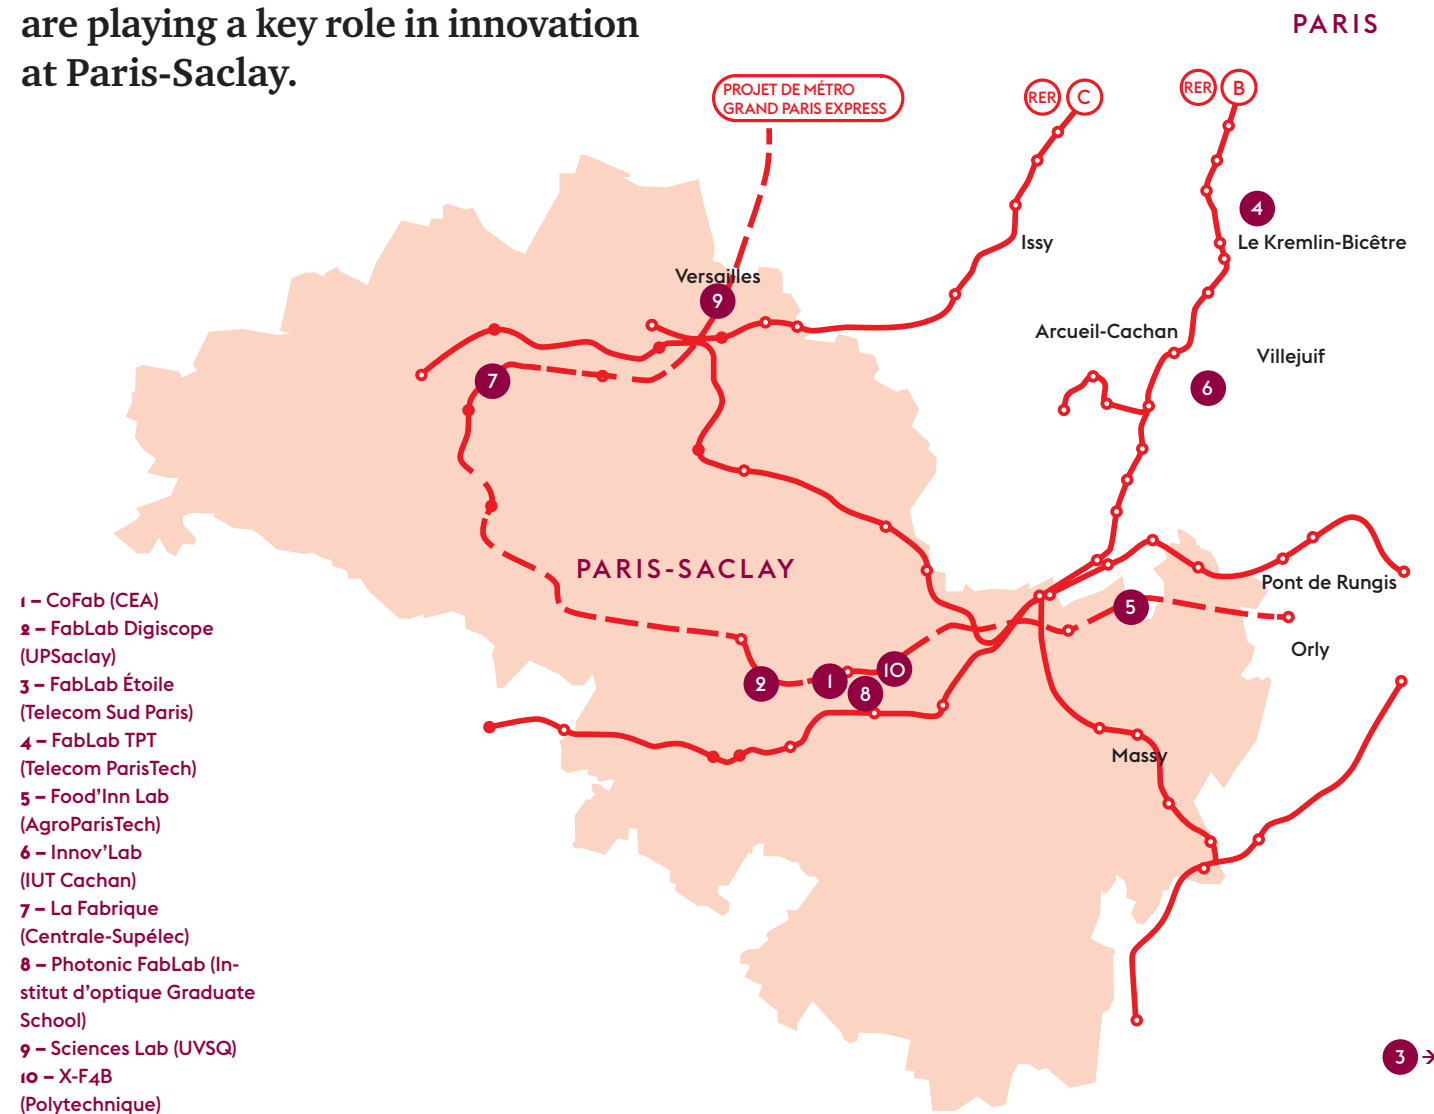 are playing a key role in innovation
at Paris-Saclay.
PARIS
PROJET DE MÉTRO
GRAND PARIS EXPRESS
RER C
RER B
4
Le Kremlin-Bicêtre
Issy
Versailles
9
Arcueil-Cachan
Villejuif
7
6
PARIS-SACLAY
Pont de Rungis
5
Orly
2
1
8
10
Massy
3
1 – CoFab (CEA)
2 – FabLab Digiscope
(UPSaclay)
3 – FabLab Étoile
(Telecom Sud Paris)
4 – FabLab TPT
(Telecom ParisTech)
5 – Food’Inn Lab
(AgroParisTech)
6 – Innov’Lab
(IUT Cachan)
7 – La Fabrique
(Centrale-Supélec)
8 – Photonic FabLab (In-
stitut d’optique Graduate
School)
9 – Sciences Lab (UVSQ)
10 – X-F4B
(Polytechnique)